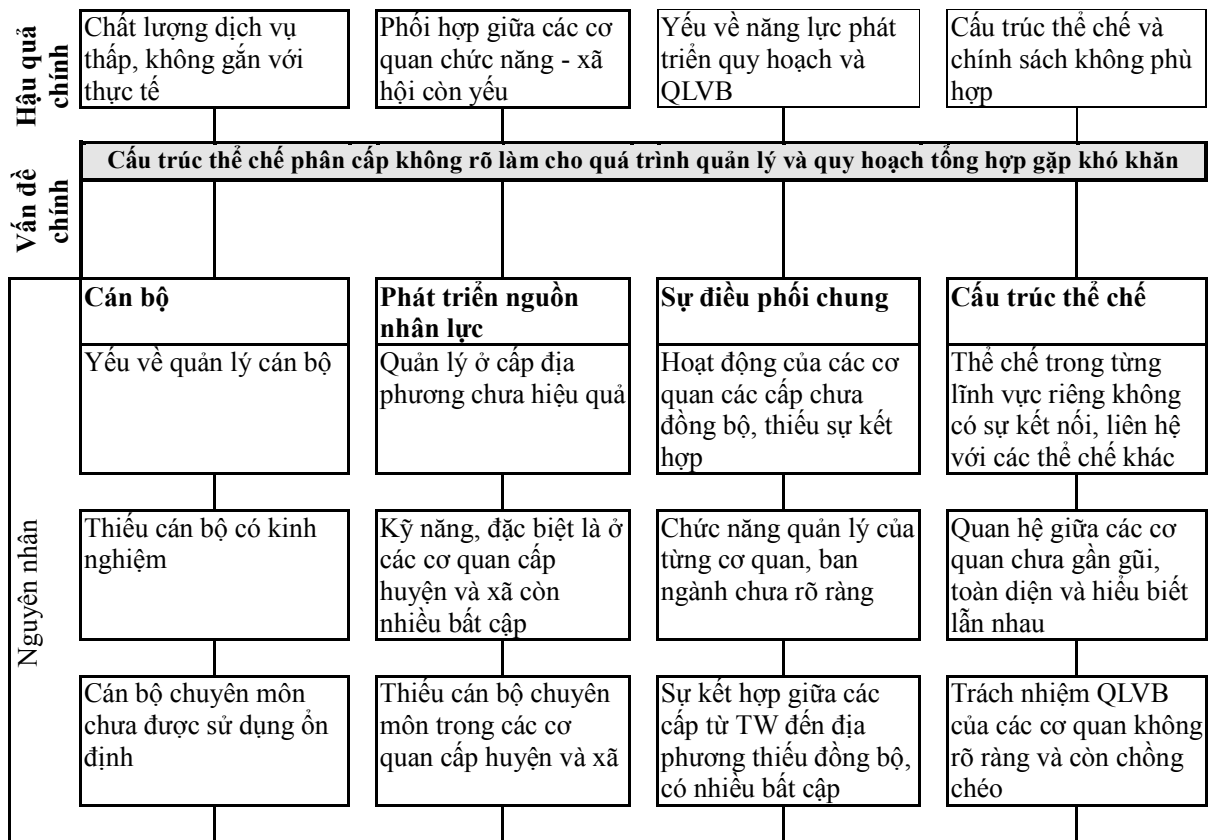 Hậu quả
chính
Chất lượng dịch vụ
thấp, không gắn với
thực tế
Phối hợp giữa các cơ
quan chức năng - xã
hội còn yếu
Yếu về năng lực phát
triển quy hoạch và
QLVB
Cấu trúc thể chế và
chính sách không phù
hợp
Vấn đề
chính
Cấu trúc thể chế phân cấp không rõ làm cho quá trình quản lý và quy hoạch tổng hợp gặp khó khăn
Nguyên nhân
Cán bộ
Phát triển nguồn
nhân lực
Sự điều phối chung
Cấu trúc thể chế
Yếu về quản lý cán bộ
Quản lý ở cấp địa
phương chưa hiệu quả
Hoạt động của các cơ
quan các cấp chưa
đồng bộ, thiếu sự kết
hợp
Thể chế trong từng
lĩnh vực riêng không
có sự kết nối, liên hệ
với các thể chế khác
Thiếu cán bộ có kinh
nghiệm
Kỹ năng, đặc biệt là ở
các cơ quan cấp
huyện và xã còn
nhiều bất cập
Chức năng quản lý của
từng cơ quan, ban
ngành chưa rõ ràng
Quan hệ giữa các cơ
quan chưa gần gũi,
toàn diện và hiểu biết
lẫn nhau
Cán bộ chuyên môn
chưa được sử dụng ổn
định
Thiếu cán bộ chuyên
môn trong các cơ
quan cấp huyện và xã
Sự kết hợp giữa các
cấp từ TW đến địa
phương thiếu đồng bộ,
có nhiều bất cập
Trách nhiệm QLVB
của các cơ quan không
rõ ràng và còn chồng
chéo